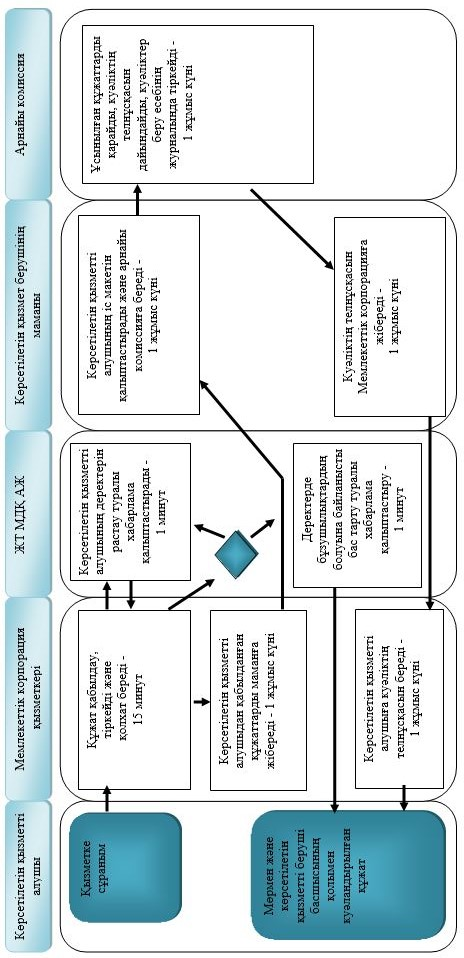 Көрсетілетін қызметті
алушы
Мемлекеттік корпорация
қызметкері
ЖТ МДҚ АЖ
Көрсетілетін қызмет берушінің
маманы
Арнайы комиссия
Қызметке
сұраным
Құжат қабылдау,
тіркейді және
қолхат береді -
15 минут
Көрсетілетін қызметті
алушының деректерін
растау туралы
хабарлама
қалыптастырады -
1 минут
Көрсетілетін қызметті
алушының іс макетін
қалыптастырады және арнайы
комиссияға береді -
1 жұмыс күні
Ұсынылған құжаттарды
қарайды, куәліктің
телнұсқасын
дайындайды, куәліктер
беру есебінің
журналында тіркейді -
1 жұмыс күні
Көрсетілетін қызметті
алушыдан қабылданған
құжаттарды маманға
жібереді - 1 жұмыс күні
Деректерде
бұзушылықтардың
болуына байланысты
бас тарту туралы
хабарлама
қалыптастыру -
1 минут
Куәліктің телнұсқасын
Мемлекеттік корпорацияға
жібереді -
1 жұмыс күні
Мөрмен және
көрсетілетін
қызметті беруші
басшысының
қолымен
куәландырылған
құжат
Көрсетілетін қызметті
алушыға куәліктің
телнұсқасын береді -
1 жұмыс күні